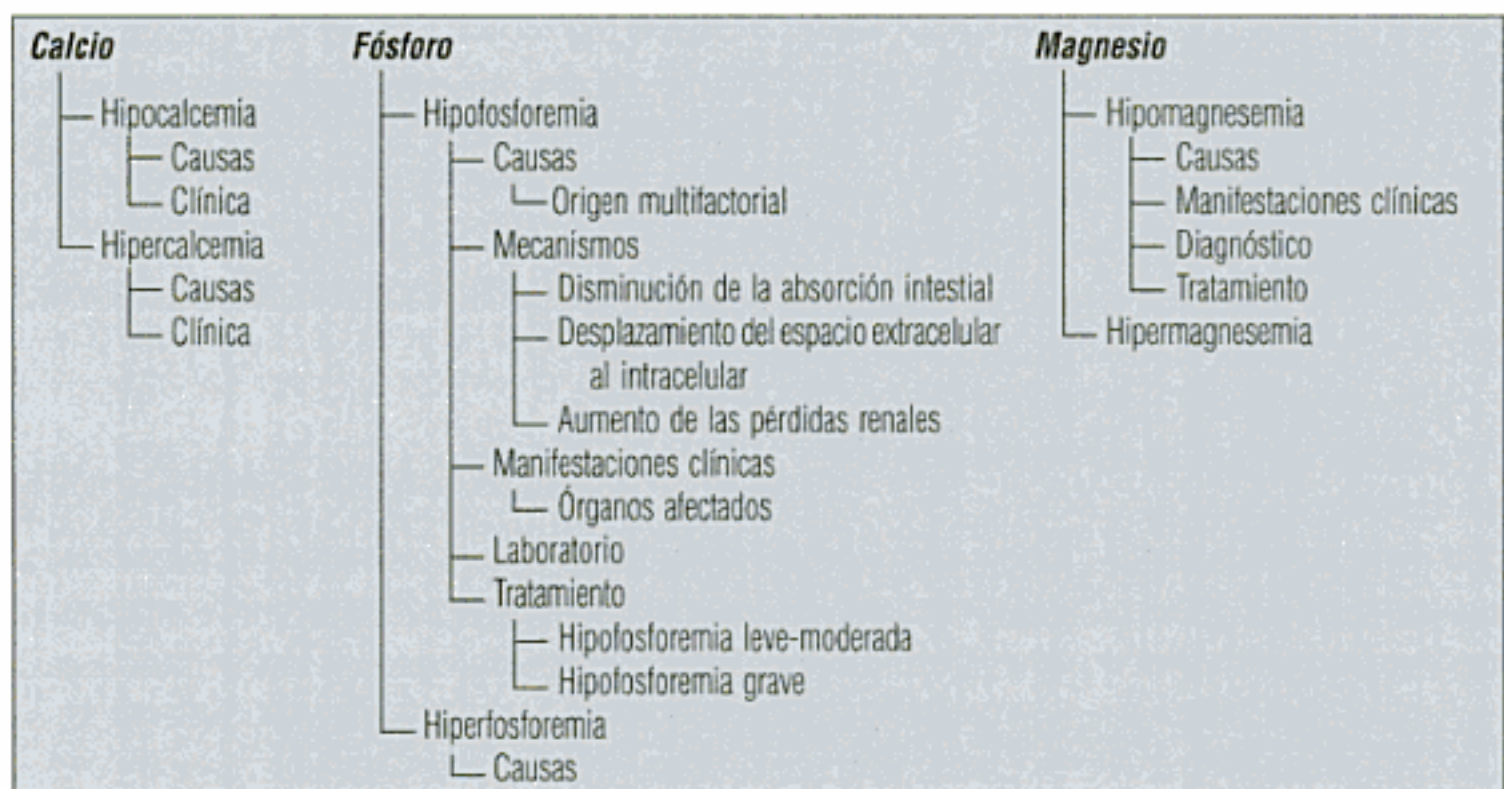 Calcio
Hipocalcemia
Causas
Clínica
Hipercalcemia
Causas
Clínica
Fósforo
Hipofosforemia
Causas
Origen multifactorial
Mecanísmos
Disminución de la absorción intestial
Desplazamiento del espacio extracelular
al intracelular
Aumento de las pérdidas renales
Manifestaciones clínicas
Órganos afectados
Laboratorio
Tratamiento
Hipofosforemia leve-moderada
Hipofosforemia grave
Hiperfosforemia
Causas
Magnesio
Hipomagnesemia
Causas
Manifestaciones clínicas
Diagnóstico
Tratamiento
Hipermagnesemia